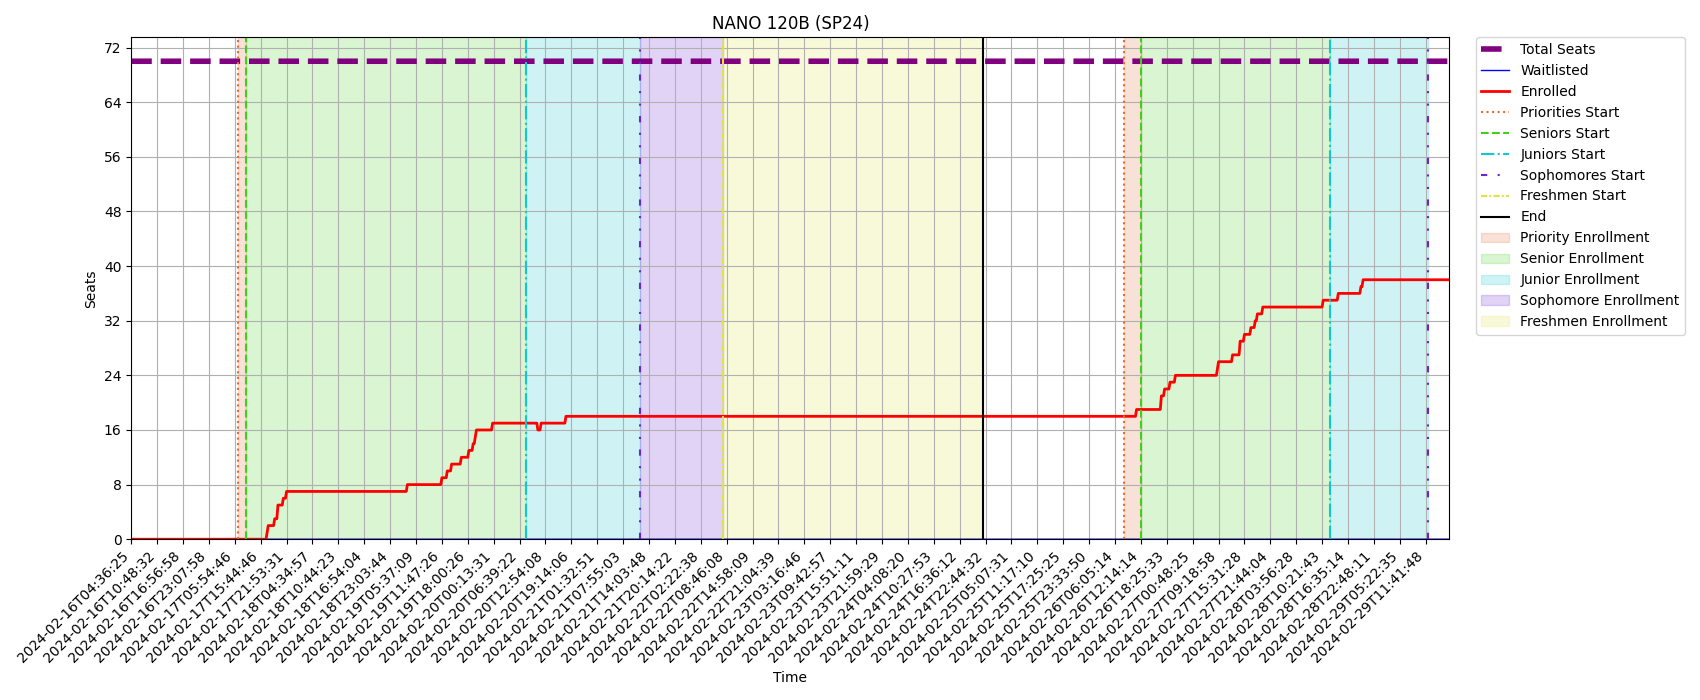 NANO 120B (SP24)
72
64
56
48
40
32
24
16
8
0
Seats
2024-02-16T04:36:25
2024-02-16T10:48:32
2024-02-16T16:56:58
2024-02-16T23:07:58
2024-02-17T05:54:46
2024-02-17T15:44:46
2024-02-17T21:53:31
2024-02-18T04:34:57
2024-02-18T10:44:23
2024-02-18T16:54:04
2024-02-18T23:03:44
2024-02-19T05:37:09
2024-02-19T11:47:26
2024-02-19T18:00:26
2024-02-20T00:13:31
2024-02-20T06:39:22
2024-02-20T12:54:08
2024-02-20T19:14:06
2024-02-21T01:32:51
2024-02-21T07:55:03
2024-02-21T14:03:48
2024-02-21T20:14:22
2024-02-22T02:22:38
2024-02-22T08:46:08
2024-02-22T14:58:09
2024-02-22T21:04:39
2024-02-23T03:16:46
2024-02-23T09:42:57
2024-02-23T15:51:11
2024-02-23T21:59:29
2024-02-24T04:08:20
2024-02-24T10:27:53
2024-02-24T16:36:12
2024-02-24T22:44:32
2024-02-25T05:07:31
2024-02-25T11:17:10
2024-02-25T17:25:25
2024-02-25T23:33:50
2024-02-26T06:05:14
2024-02-26T12:14:14
2024-02-26T18:25:33
2024-02-27T00:48:25
2024-02-27T09:18:58
2024-02-27T15:31:28
2024-02-27T21:44:04
2024-02-28T03:56:28
2024-02-28T10:21:43
2024-02-28T16:35:14
2024-02-28T22:48:11
2024-02-29T05:22:35
2024-02-29T11:41:48
Time
Total Seats
Waitlisted
Enrolled
Priorities Start
Seniors Start
Juniors Start
Sophomores Start
Freshmen Start
End
Priority Enrollment
Senior Enrollment
Junior Enrollment
Sophomore Enrollment
Freshmen Enrollment